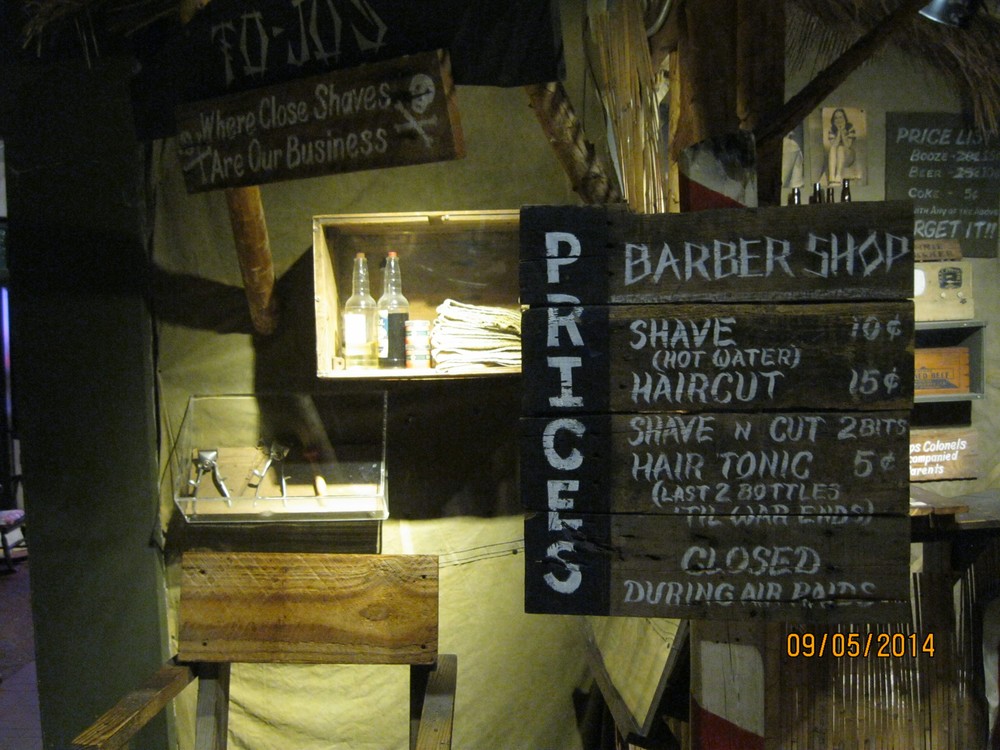 TO-JO'S
Where Close Shaves
Are Our Business
PRICES
BARBER SHOP
SHAVE 10¢
(HOT WATER)
HAIRCUT 15¢
SHAVE N CUT 2 BITS
HAIR TONIC 5¢
(LAST 2 BOTTLES
'TIL WAR ENDS)
CLOSED
DURING AIR RAIDS
PRICE LIST
BOOZE
BEER
COKE - 5¢
RGET IT!!
ps Colonels
companied
arents
09/05/2014